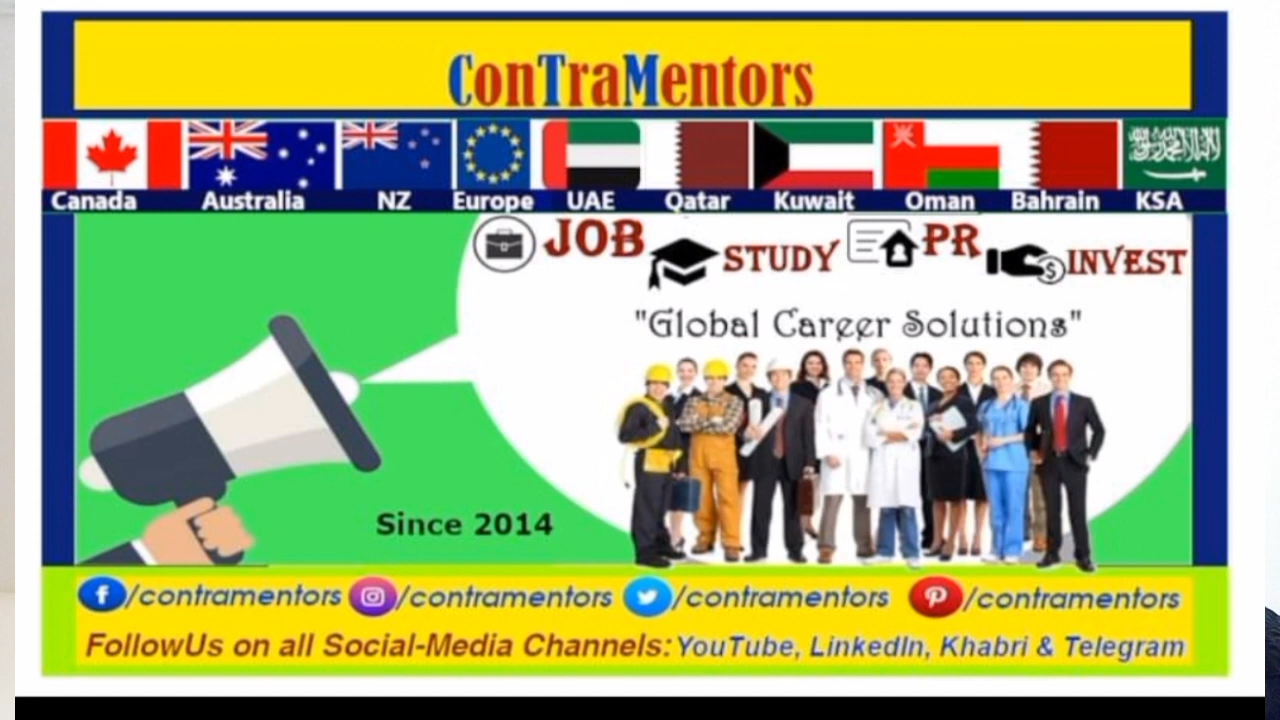 ConTraMentors
Canada Australia NZ Europe UAE Qatar Kuwait Oman Bahrain KSA
JOB STUDY PR INVEST
"Global Career Solutions"
Since 2014
/contramentors /contramentors /contramentors /contramentors
FollowUs on all Social-Media Channels: YouTube, LinkedIn, Khabri & Telegram